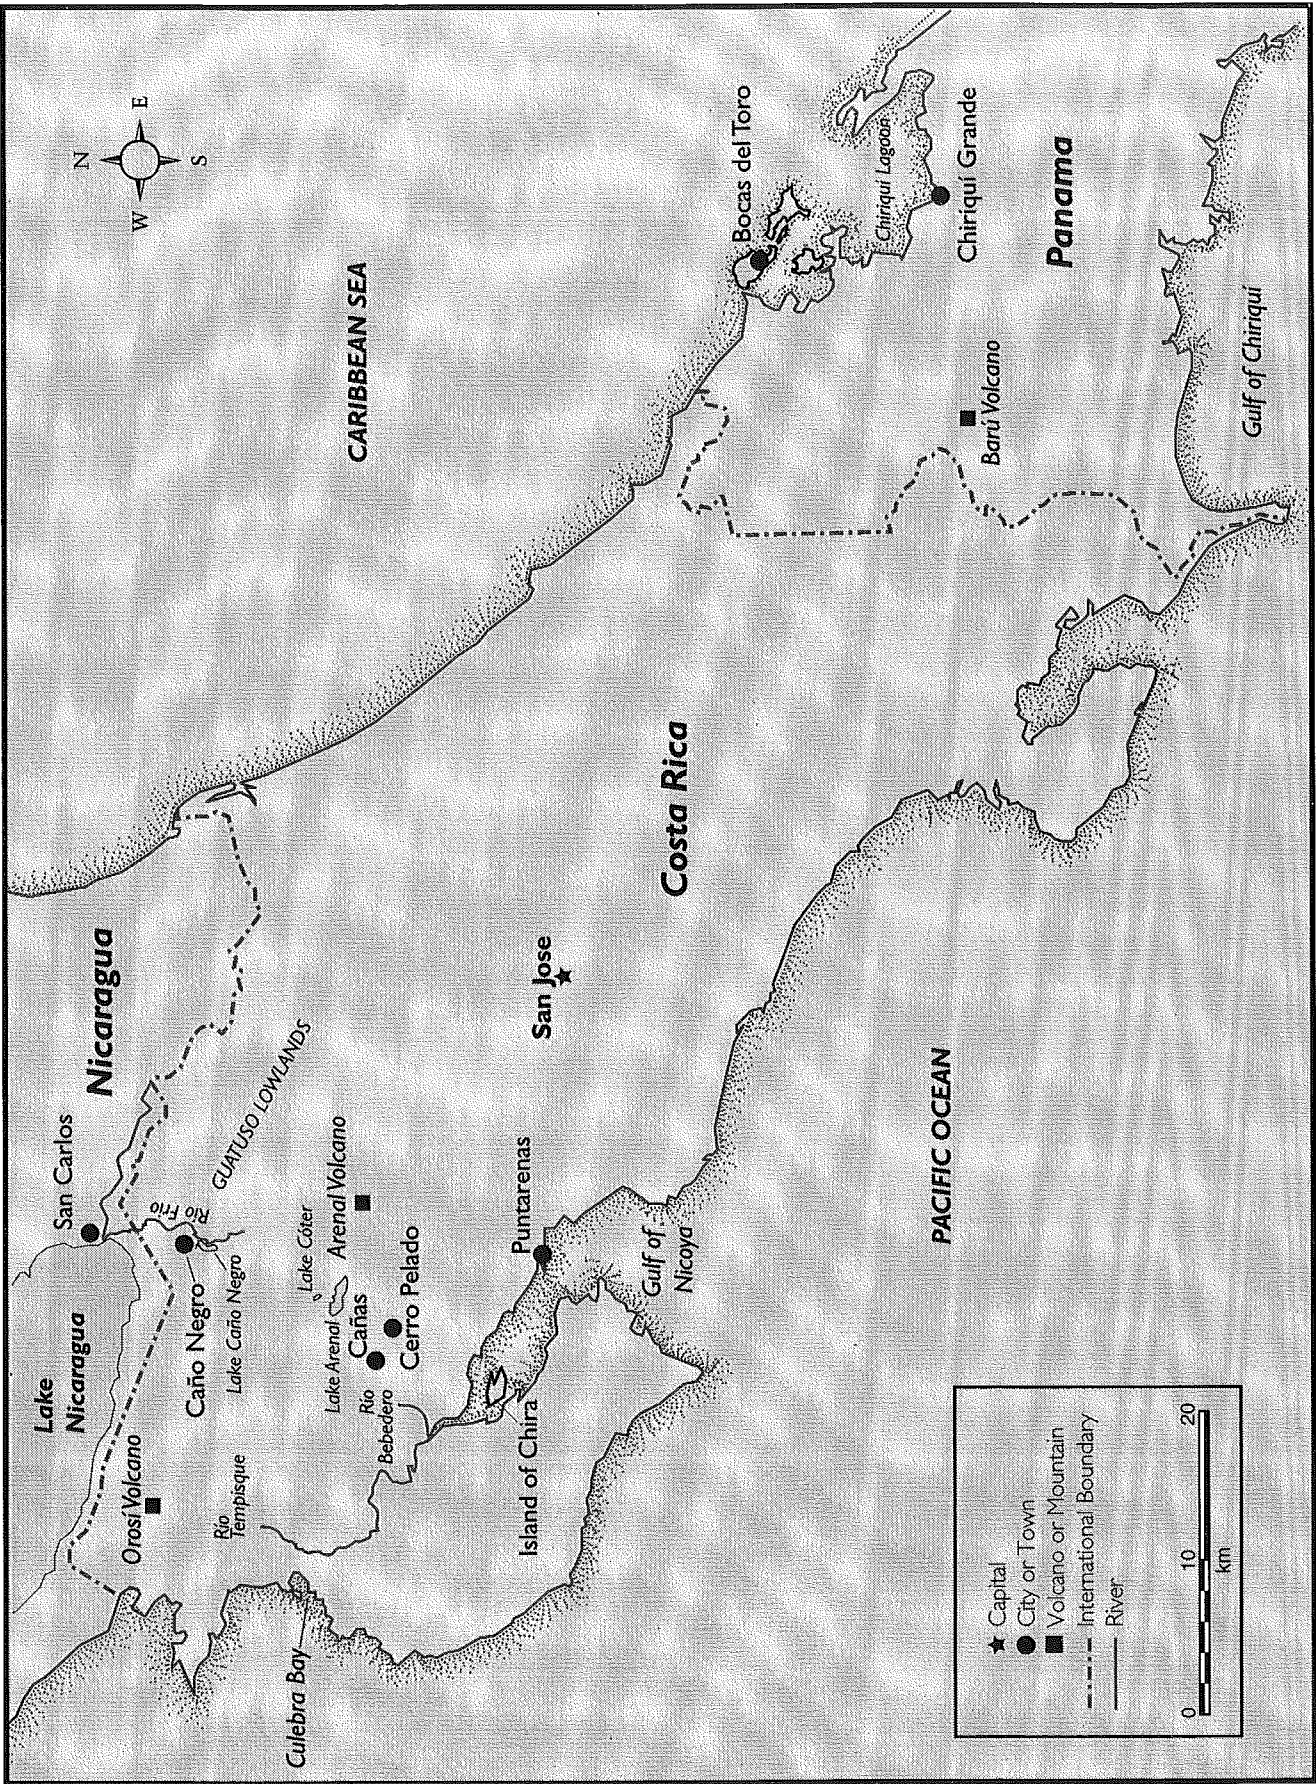 N
W
E
S
CARIBBEAN SEA
Lake
Nicaragua
San Carlos
Nicaragua
Orosí Volcano
Caño Negro
Río Frío
Lake Caño Negro
GUATUSO LOWLANDS
Río
Tempisque
Lake Cóter
Lake Arenal
Arenal Volcano
Cañas
Cerro Pelado
Río
Bebedero
Culebra Bay
Island of Chira
Puntarenas
Gulf of
Nicoya
San Jose
Costa Rica
Bocas del Toro
Chiriquí Lagoon
Chiriquí Grande
Panama
Barú Volcano
Gulf of Chiriquí
PACIFIC OCEAN
Capital
City or Town
Volcano or Mountain
International Boundary
River
0 10 20
km